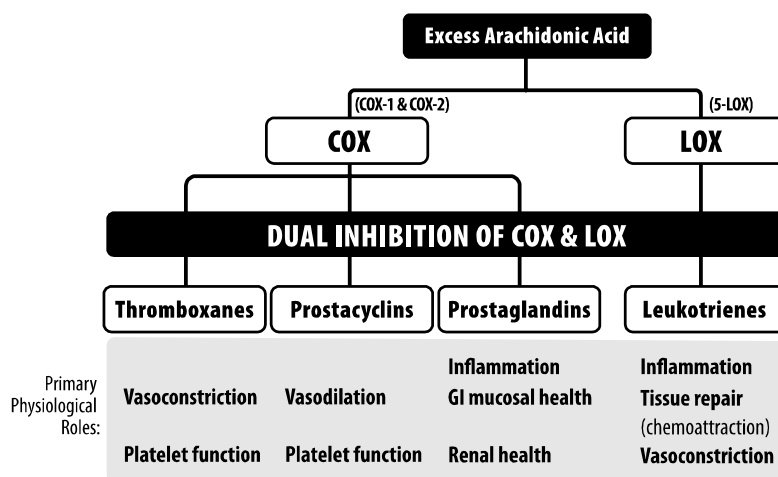 Excess Arachidonic Acid
(COX-1 & COX-2)
(5-LOX)
COX
LOX
DUAL INHIBITION OF COX & LOX
Thromboxanes
Prostacyclins
Prostaglandins
Leukotrienes
Primary
Physiological
Roles:
Vasoconstriction
Platelet function
Vasodilation
Platelet function
Inflammation
GI mucosal health
Renal health
Inflammation
Tissue repair
(chemoattraction)
Vasoconstriction